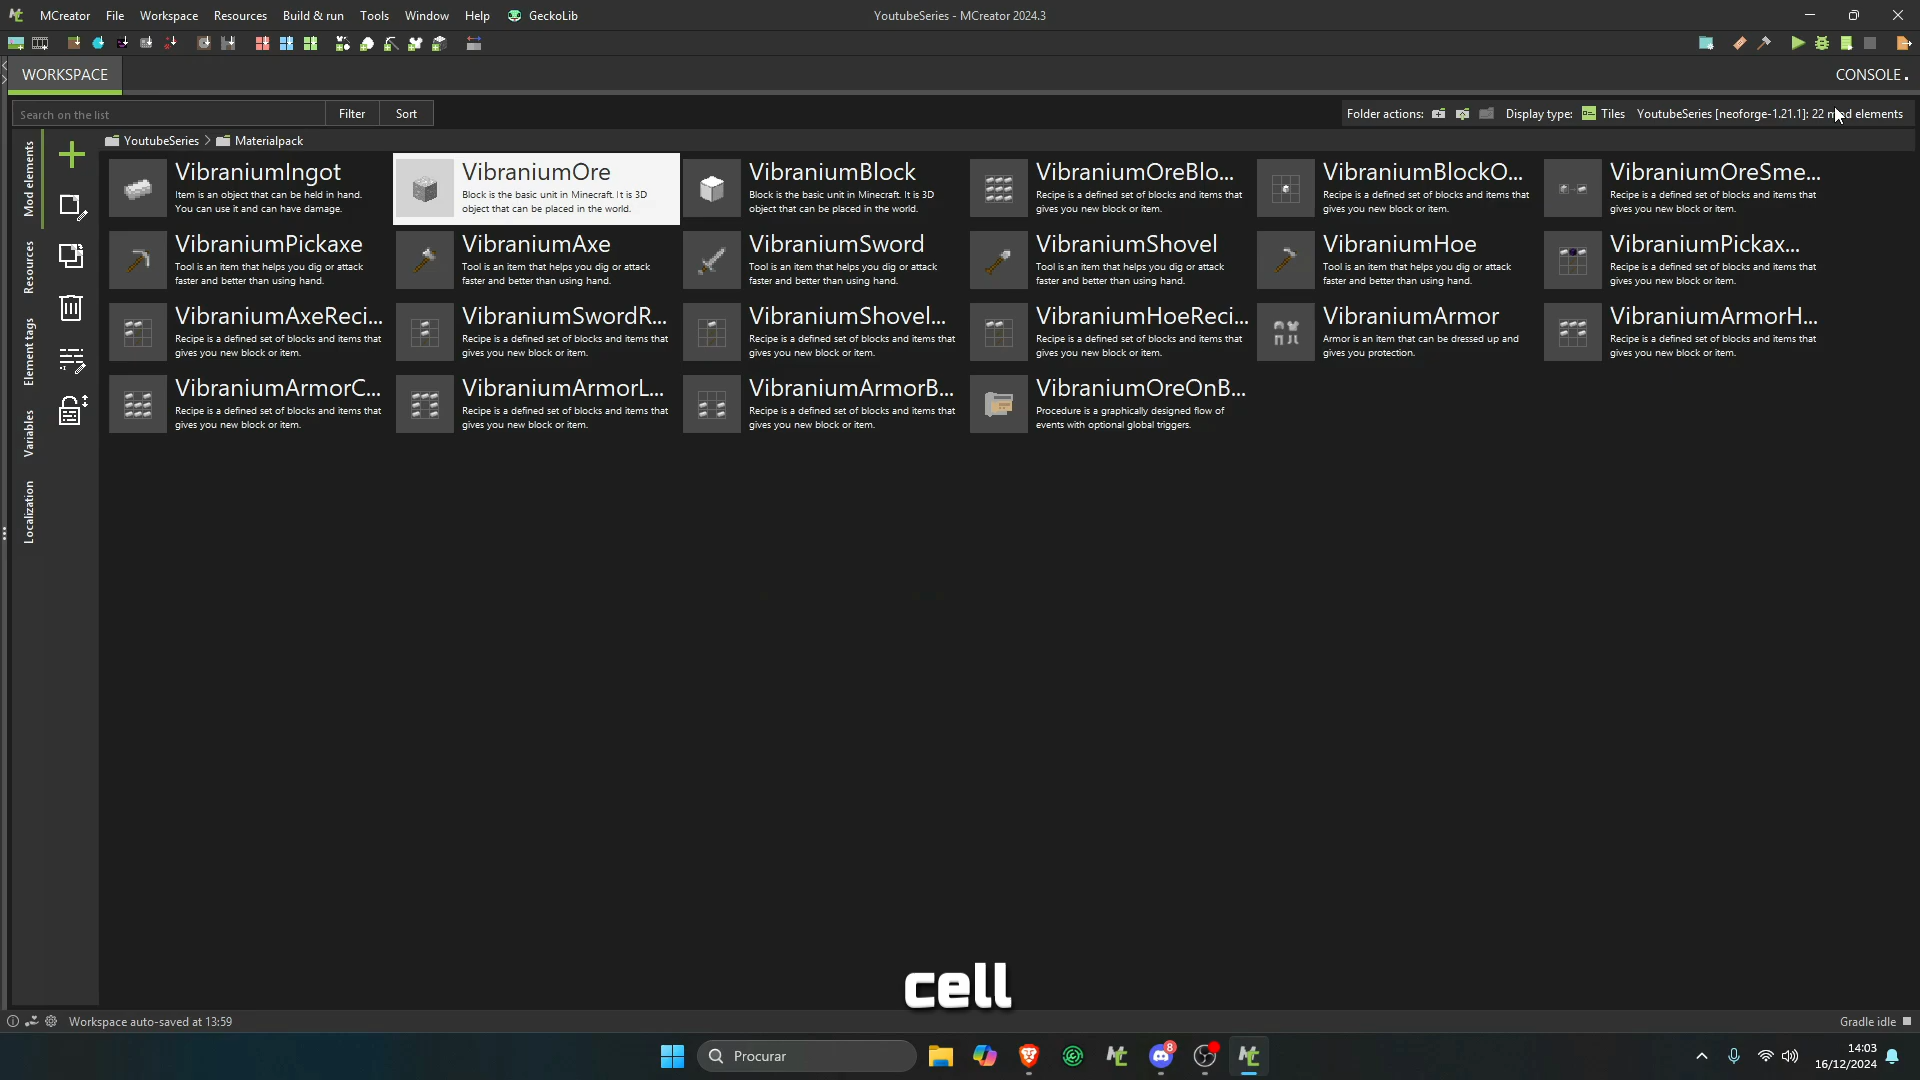 MCreator File Workspace Resources Build & run Tools Window Help GeckoLib
YoutubeSeries - MCreator 2024.3
WORKSPACE
CONSOLE
Search on the list
Filter
Sort
Folder actions:
Display type: Tiles
YoutubeSeries [neoforge-1.21.1]: 22 mod elements
YoutubeSeries
Materialpack
Mod elements
Resources
Element tags
Variables
Localization
VibraniumIngot
Item is an object that can be held in hand.
You can use it and can have damage.
VibraniumOre
Block is the basic unit in Minecraft. It is 3D
object that can be placed in the world.
VibraniumBlock
Block is the basic unit in Minecraft. It is 3D
object that can be placed in the world.
VibraniumOreBlo...
Recipe is a defined set of blocks and items that
gives you new block or item.
VibraniumBlockO...
Recipe is a defined set of blocks and items that
gives you new block or item.
VibraniumOreSme...
Recipe is a defined set of blocks and items that
gives you new block or item.
VibraniumPickaxe
Tool is an item that helps you dig or attack
faster and better than using hand.
VibraniumAxe
Tool is an item that helps you dig or attack
faster and better than using hand.
VibraniumSword
Tool is an item that helps you dig or attack
faster and better than using hand.
VibraniumShovel
Tool is an item that helps you dig or attack
faster and better than using hand.
VibraniumHoe
Tool is an item that helps you dig or attack
faster and better than using hand.
VibraniumPickax...
Recipe is a defined set of blocks and items that
gives you new block or item.
VibraniumAxeReci...
Recipe is a defined set of blocks and items that
gives you new block or item.
VibraniumSwordR...
Recipe is a defined set of blocks and items that
gives you new block or item.
VibraniumShovel...
Recipe is a defined set of blocks and items that
gives you new block or item.
VibraniumHoeReci...
Recipe is a defined set of blocks and items that
gives you new block or item.
VibraniumArmor
Armor is an item that can be dressed up and
gives you protection.
VibraniumArmorH...
Recipe is a defined set of blocks and items that
gives you new block or item.
VibraniumArmorC...
Recipe is a defined set of blocks and items that
gives you new block or item.
VibraniumArmorL...
Recipe is a defined set of blocks and items that
gives you new block or item.
VibraniumArmorB...
Recipe is a defined set of blocks and items that
gives you new block or item.
VibraniumOreOnB...
Procedure is a graphically designed flow of
events with optional global triggers.
cell
Workspace auto-saved at 13:59
Gradle idle
Procurar
8
14:03
16/12/2024